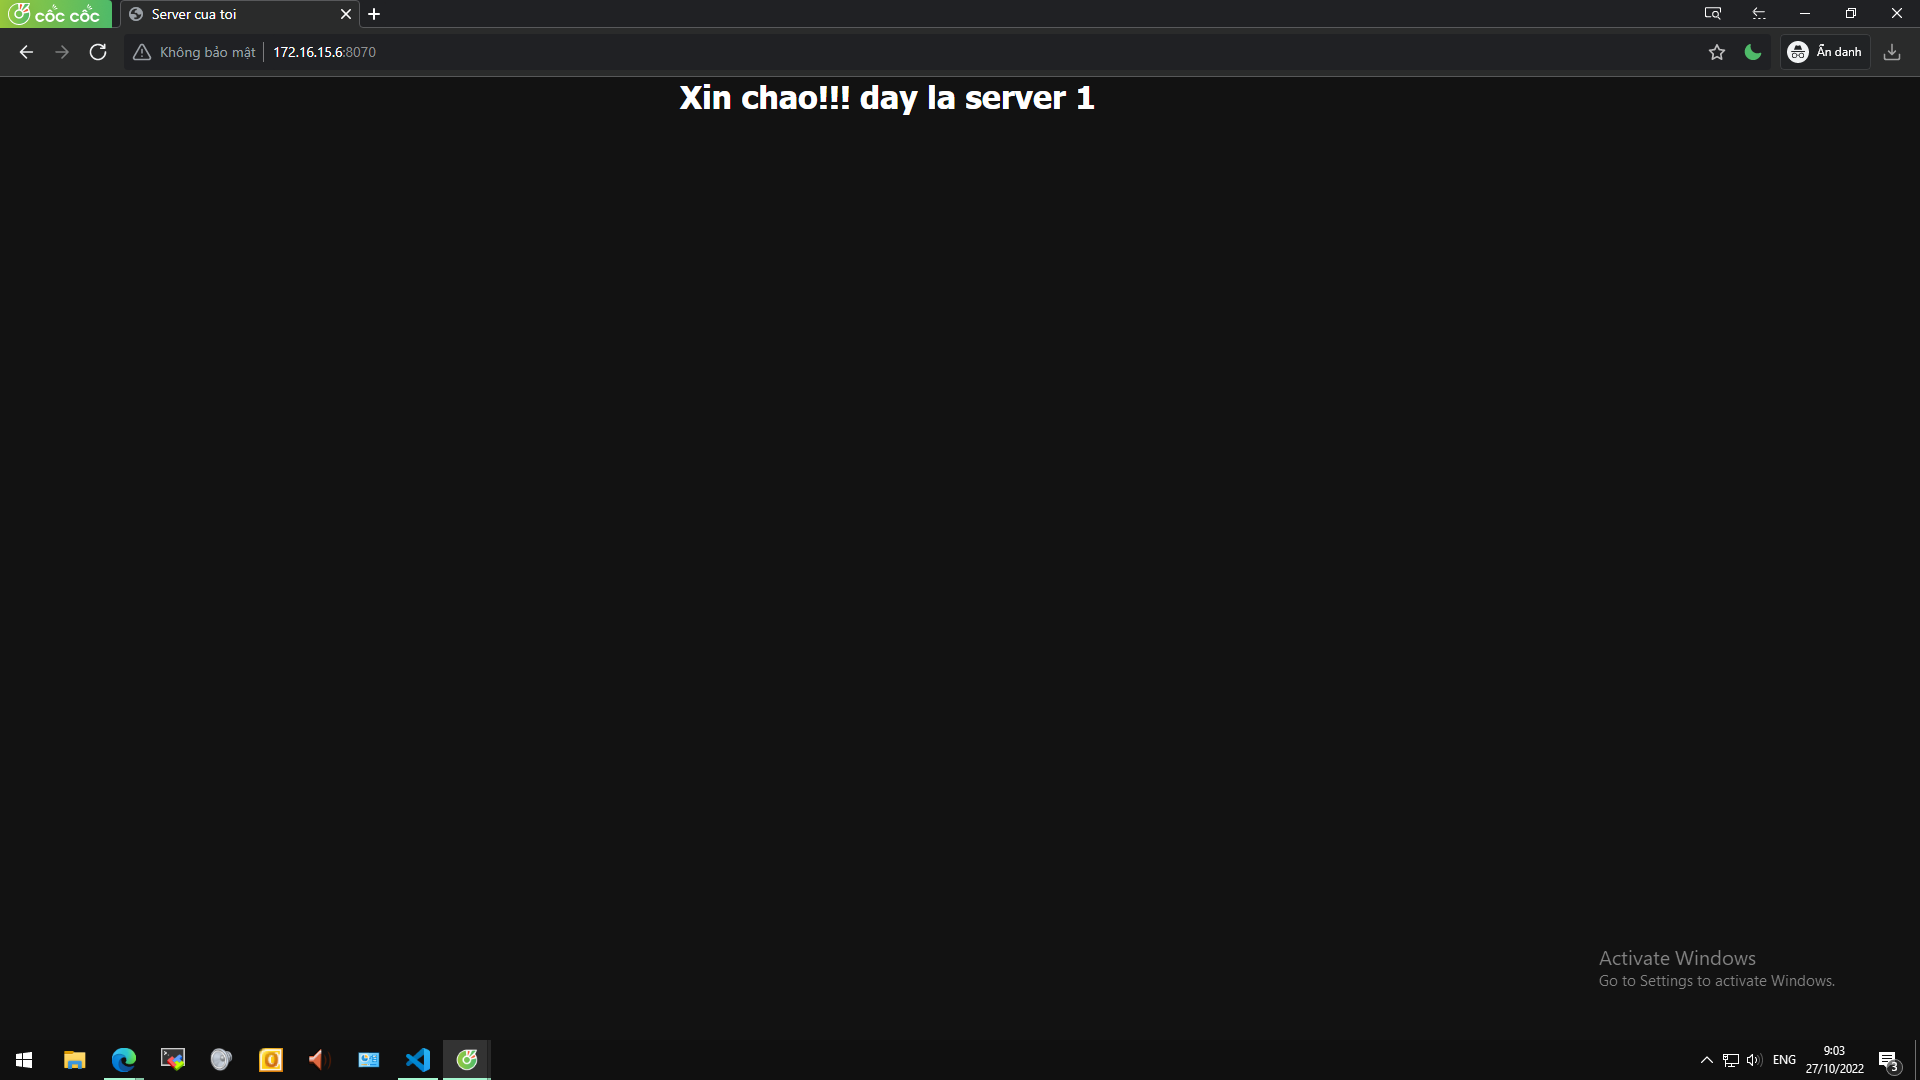 cốc cốc
Server cua toi
Không bảo mật
172.16.15.6:8070
Ẩn danh
Xin chao!!! day la server 1
Activate Windows
Go to Settings to activate Windows.
ENG
9:03
27/10/2022
3